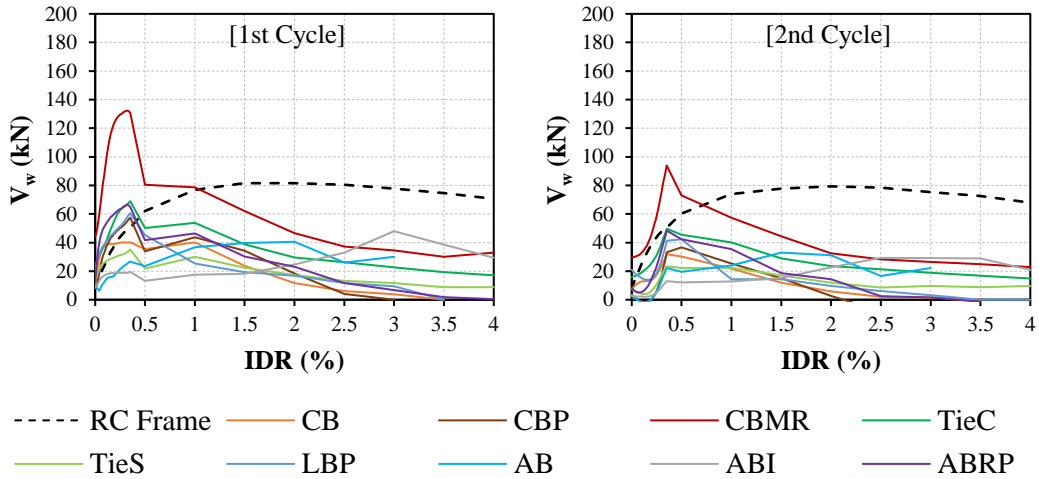 [1st Cycle]
V_w (kN)
200
180
160
140
120
100
80
60
40
20
0
0 0.5 1 1.5 2 2.5 3 3.5 4
IDR (%)
[2nd Cycle]
V_w (kN)
200
180
160
140
120
100
80
60
40
20
0
0 0.5 1 1.5 2 2.5 3 3.5 4
IDR (%)
RC Frame CB CBP CBMR TieC
TieS LBP AB ABI ABRP